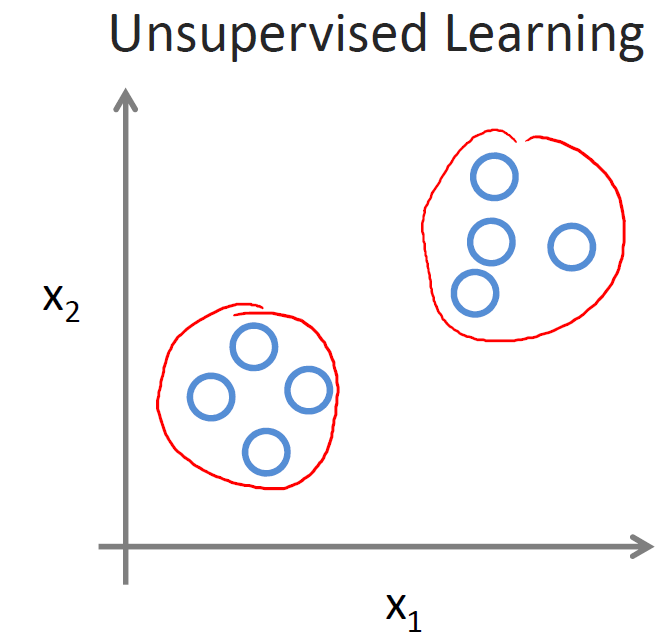 Unsupervised Learning
x₂
x₁